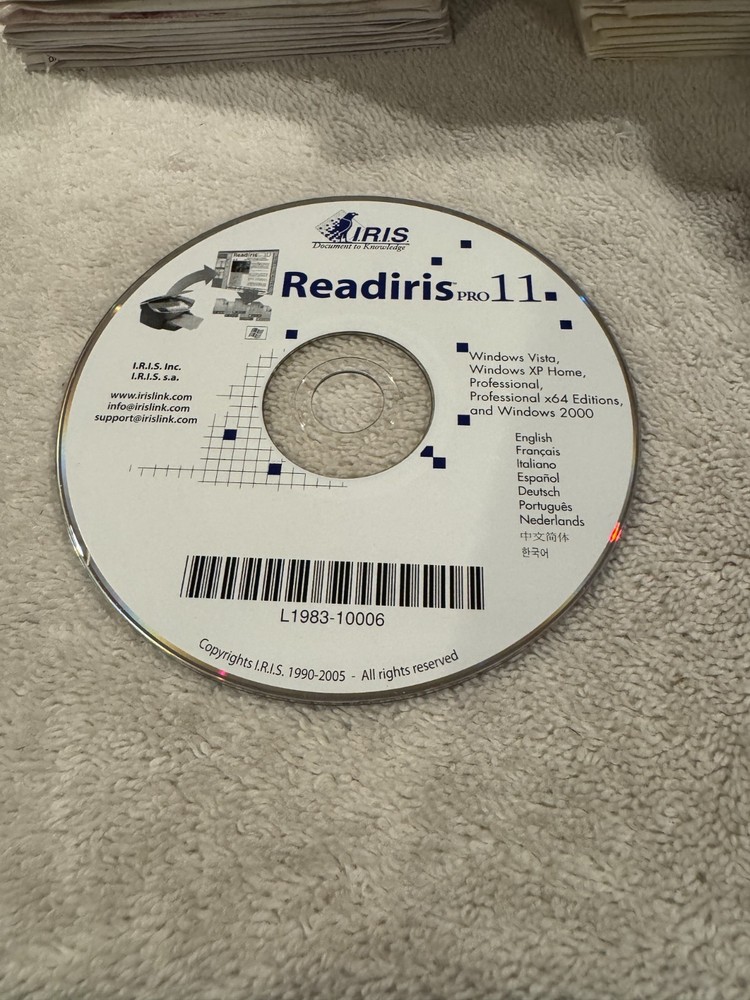 I.R.I.S
Document to Knowledge
Readiris
Readiris™ PRO 11
I.R.I.S. Inc.
I.R.I.S. s.a.
www.irislink.com
info@irislink.com
support@irislink.com
Windows Vista,
Windows XP Home,
Professional,
Professional x64 Editions,
and Windows 2000
English
Français
Italiano
Español
Deutsch
Português
Nederlands
中文简体
한국어
L1983-10006
Copyrights I.R.I.S. 1990-2005 - All rights reserved